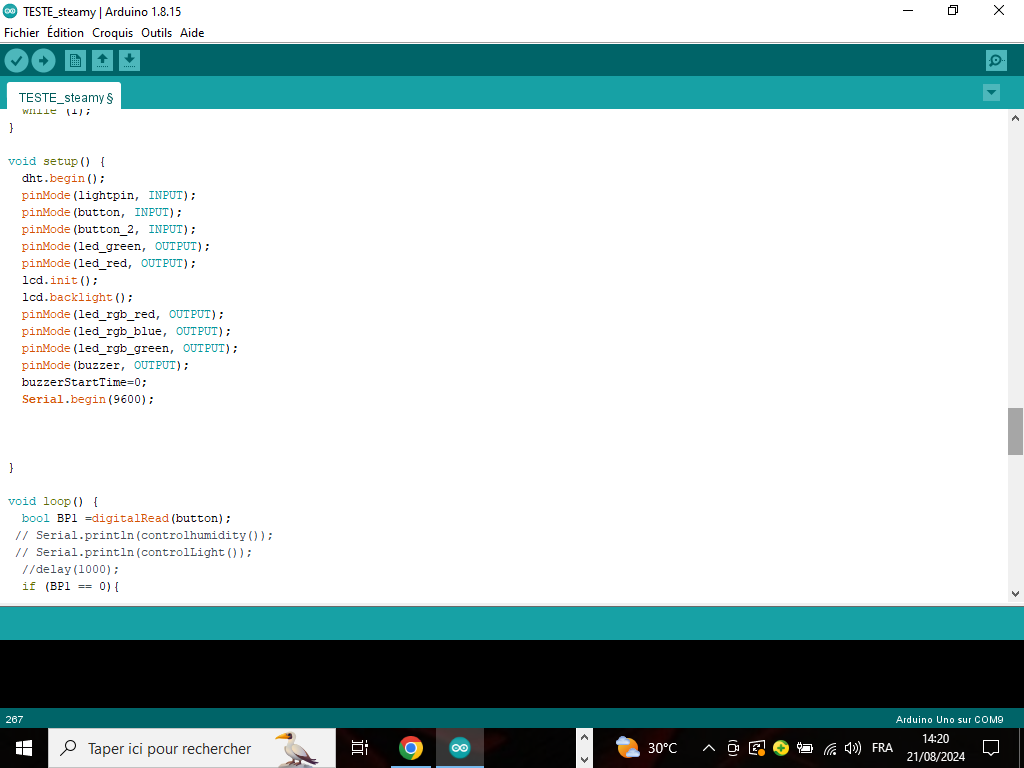 TESTE_steamy | Arduino 1.8.15
Fichier Édition Croquis Outils Aide
TESTE_steamy §
while (1);
}
void setup() {
dht.begin();
pinMode(lightpin, INPUT);
pinMode(button, INPUT);
pinMode(button_2, INPUT);
pinMode(led_green, OUTPUT);
pinMode(led_red, OUTPUT);
lcd.init();
lcd.backlight();
pinMode(led_rgb_red, OUTPUT);
pinMode(led_rgb_blue, OUTPUT);
pinMode(led_rgb_green, OUTPUT);
pinMode(buzzer, OUTPUT);
buzzerStartTime=0;
Serial.begin(9600);
}
void loop() {
bool BP1 =digitalRead(button);
// Serial.println(controlhumidity());
// Serial.println(controlLight());
//delay(1000);
if (BP1 == 0){
267
Arduino Uno sur COM9
Taper ici pour rechercher
30°C
FRA
14:20
21/08/2024